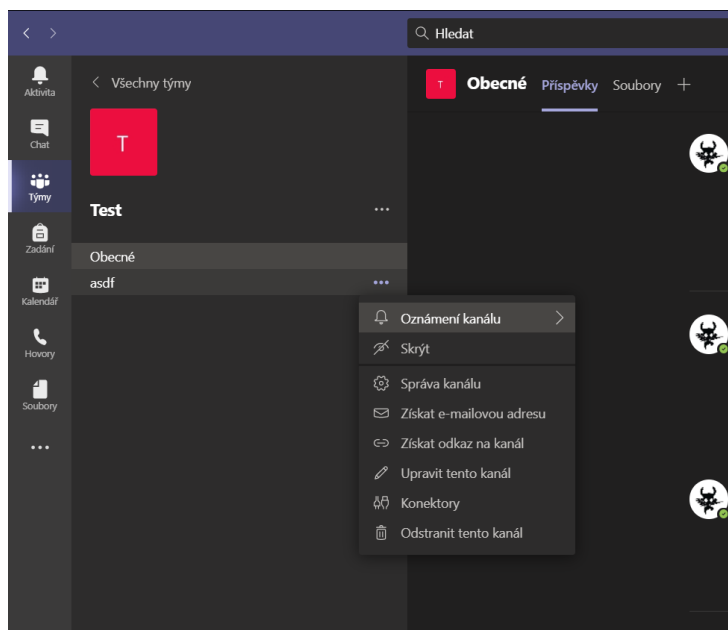 Hledat
Aktivita
Chat
Týmy
Zadání
Kalendář
Hovory
Soubory
Všechny týmy
T
Test
Obecné
asdf
T
Obecné Příspěvky Soubory
Oznámení kanálu
Skrýt
Správa kanálu
Získat e-mailovou adresu
Získat odkaz na kanál
Upravit tento kanál
Konektory
Odstranit tento kanál